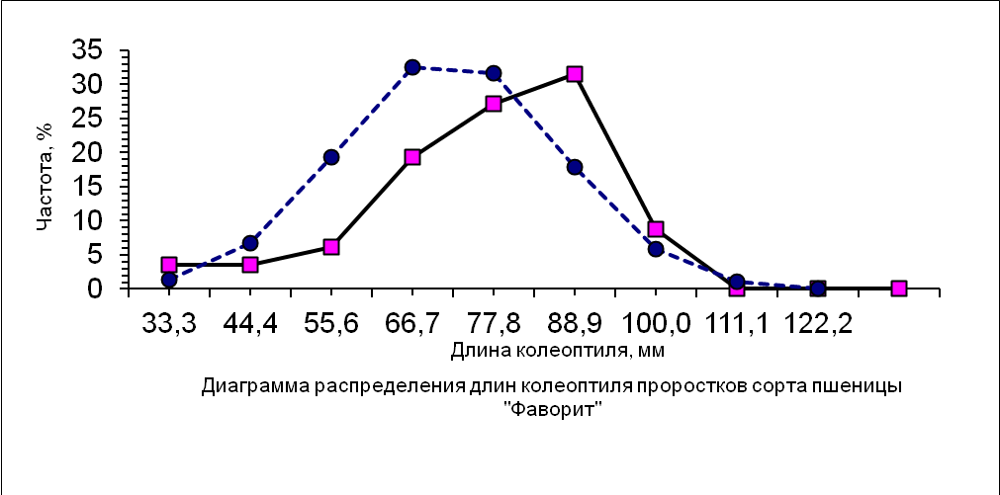 35
30
25
20
15
10
5
0
Частота, %
33,3 44,4 55,6 66,7 77,8 88,9 100,0 111,1 122,2
Длина колеоптиля, мм
Диаграмма распределения длин колеоптиля проростков сорта пшеницы
"Фаворит"